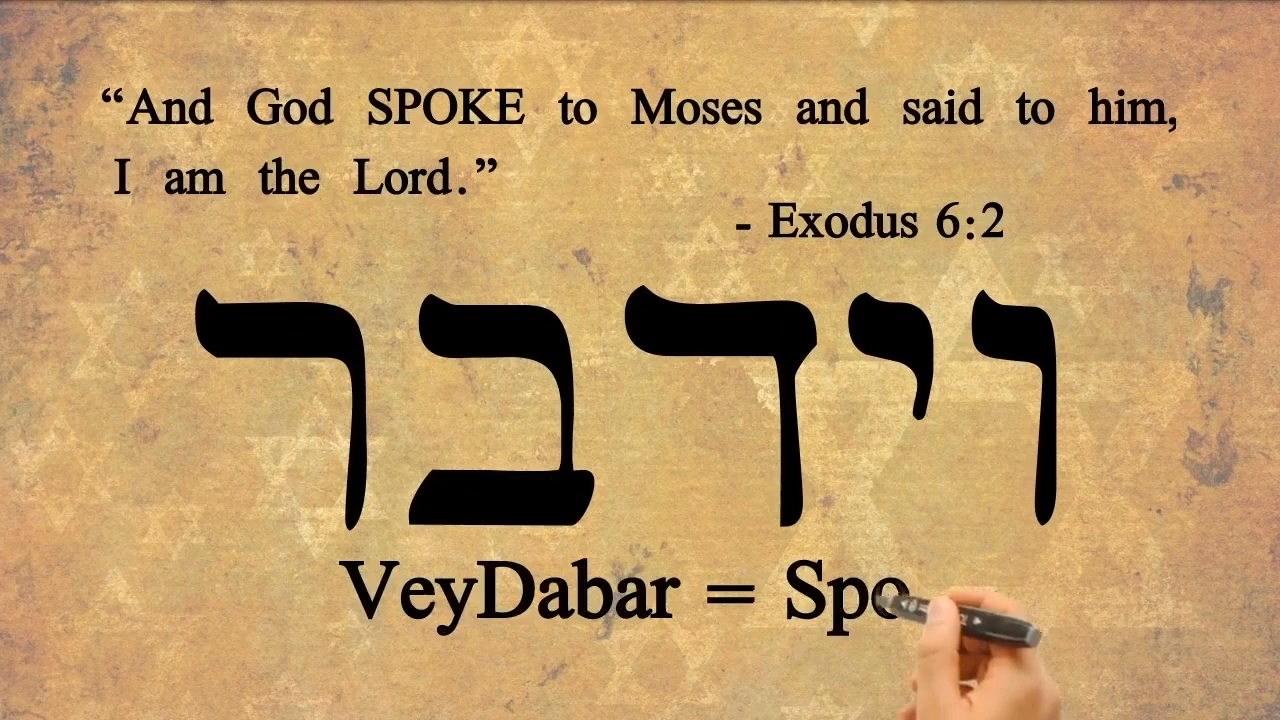 “And God SPOKE to Moses and said to him,
I am the Lord.”
- Exodus 6:2
וידבר
VeyDabar = Spo